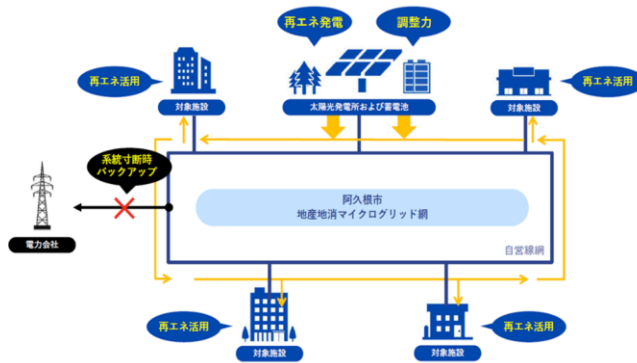 再エネ発電
調整力
再エネ活用
対象施設
太陽光発電所および蓄電池
対象施設
再エネ活用
系統寸断時
バックアップ
電力会社
阿久根市
地産地消マイクログリッド網
自営線網
再エネ活用
対象施設
対象施設
再エネ活用